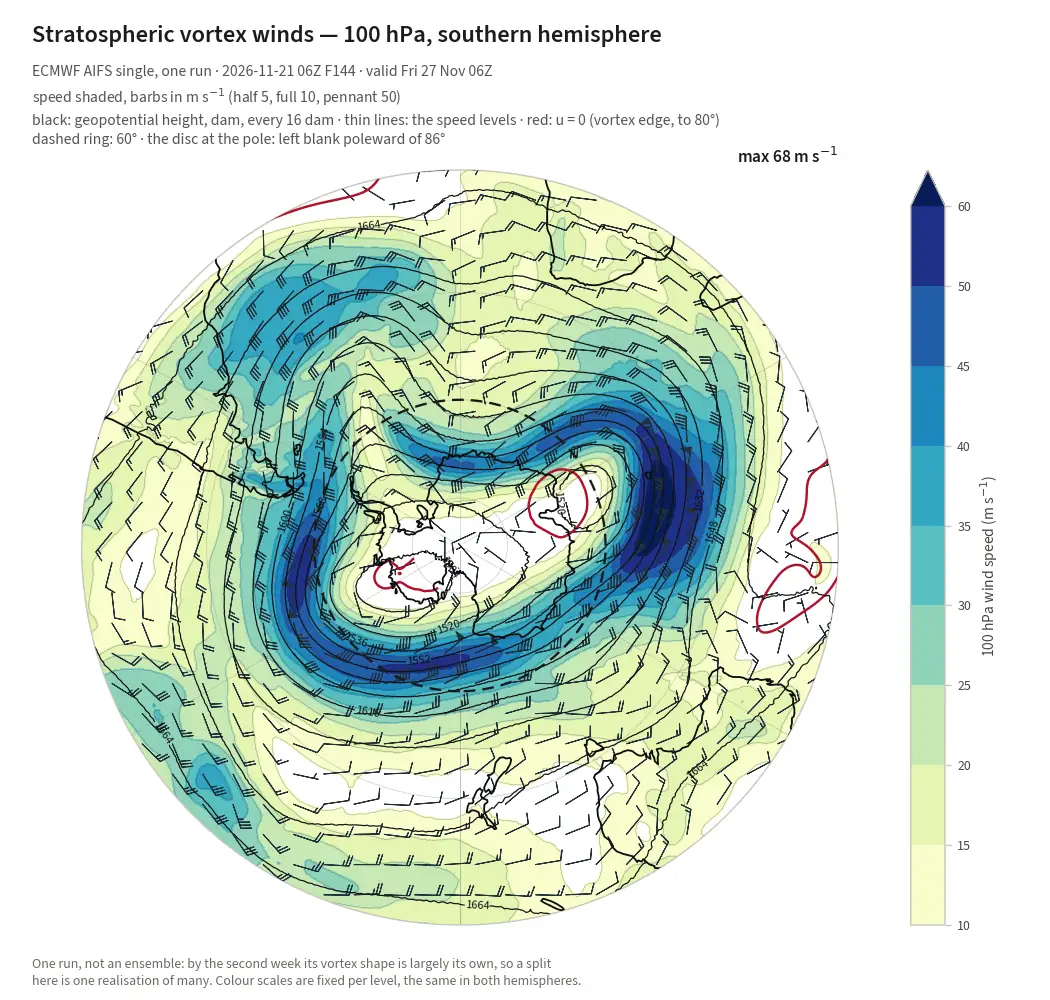 Stratospheric vortex winds — 100 hPa, southern hemisphere
ECMWF AIFS single, one run · 2026-11-21 06Z F144 · valid Fri 27 Nov 06Z
speed shaded, barbs in m s⁻¹ (half 5, full 10, pennant 50)
black: geopotential height, dam, every 16 dam · thin lines: the speed levels · red: u = 0 (vortex edge, to 80°)
dashed ring: 60° · the disc at the pole: left blank poleward of 86°
max 68 m s⁻¹
1664
60
50
45
40
35
30
25
20
15
10
100 hPa wind speed (m s⁻¹)
1600
1520
1632
1648
1536
1520
1552
1664
1664
One run, not an ensemble: by the second week its vortex shape is largely its own, so a split
here is one realisation of many. Colour scales are fixed per level, the same in both hemispheres.